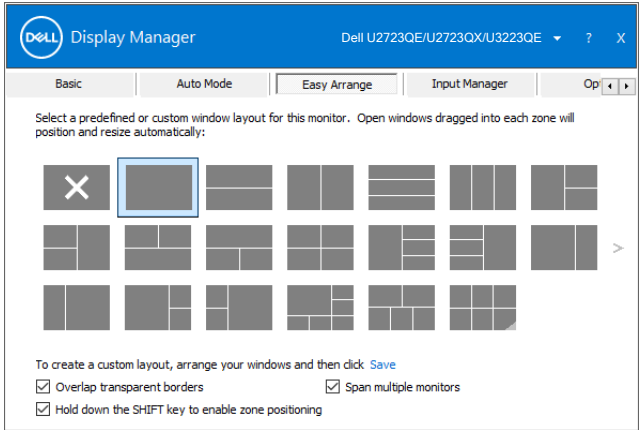 DELL Display Manager Dell U2723QE/U2723QX/U3223QE ? X
Basic Auto Mode Easy Arrange Input Manager Op
Select a predefined or custom window layout for this monitor. Open windows dragged into each zone will
position and resize automatically:
>
To create a custom layout, arrange your windows and then click Save
Overlap transparent borders Span multiple monitors
Hold down the SHIFT key to enable zone positioning